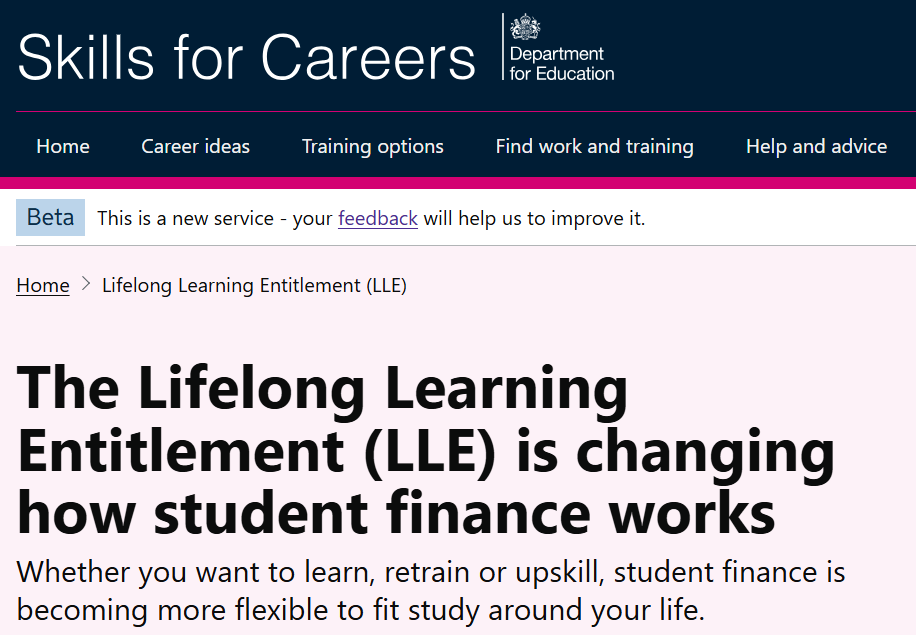 Skills for Careers
Department
for Education
Home
Career ideas
Training options
Find work and training
Help and advice
Beta
This is a new service - your feedback will help us to improve it.
Home > Lifelong Learning Entitlement (LLE)
The Lifelong Learning
Entitlement (LLE) is changing
how student finance works
Whether you want to learn, retrain or upskill, student finance is
becoming more flexible to fit study around your life.